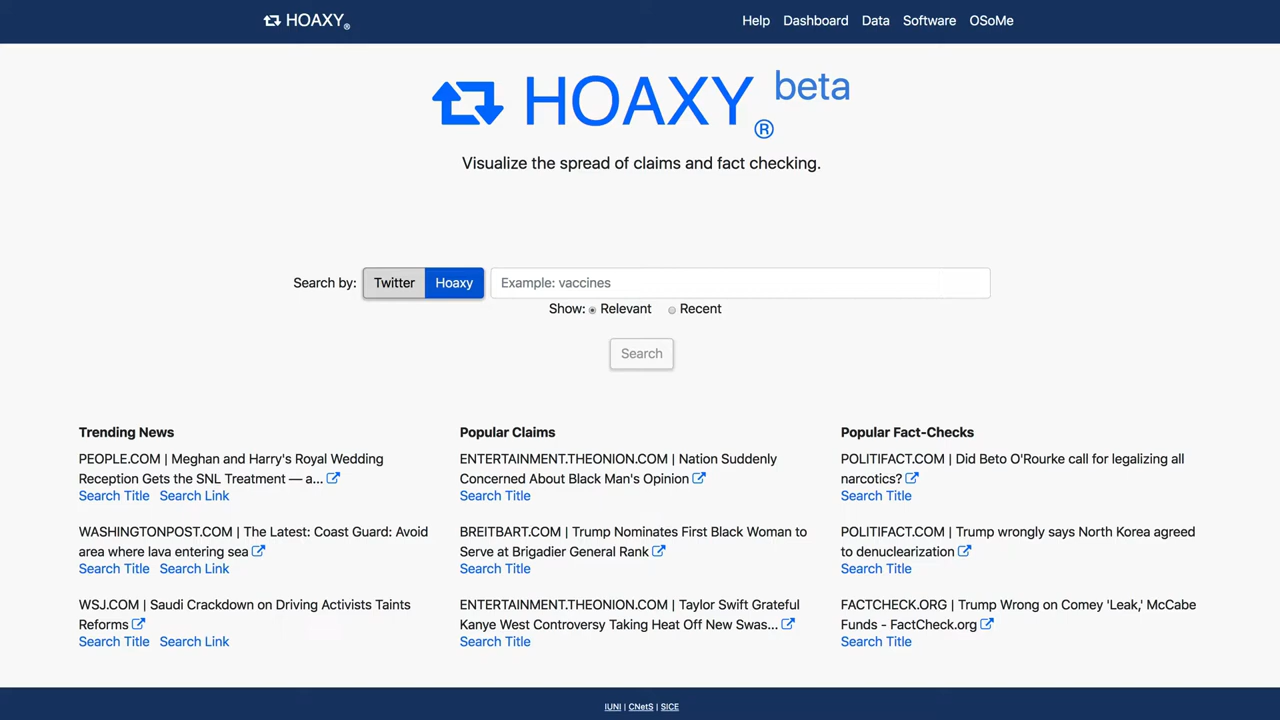 HOAXY®
Help Dashboard Data Software OSoMe
HOAXY® beta
Visualize the spread of claims and fact checking.
Search by: Twitter Hoaxy Example: vaccines
Show: Relevant Recent
Search
Trending News
PEOPLE.COM | Meghan and Harry's Royal Wedding
Reception Gets the SNL Treatment — a...
Search Title Search Link
WASHINGTONPOST.COM | The Latest: Coast Guard: Avoid
area where lava entering sea
Search Title Search Link
WSJ.COM | Saudi Crackdown on Driving Activists Taints
Reforms
Search Title Search Link
Popular Claims
ENTERTAINMENT.THEONION.COM | Nation Suddenly
Concerned About Black Man's Opinion
Search Title
BREITBART.COM | Trump Nominates First Black Woman to
Serve at Brigadier General Rank
Search Title
ENTERTAINMENT.THEONION.COM | Taylor Swift Grateful
Kanye West Controversy Taking Heat Off New Swas...
Search Title
Popular Fact-Checks
POLITIFACT.COM | Did Beto O'Rourke call for legalizing all
narcotics?
Search Title
POLITIFACT.COM | Trump wrongly says North Korea agreed
to denuclearization
Search Title
FACTCHECK.ORG | Trump Wrong on Comey 'Leak,' McCabe
Funds - FactCheck.org
Search Title
IUNI | CNetS | SICE